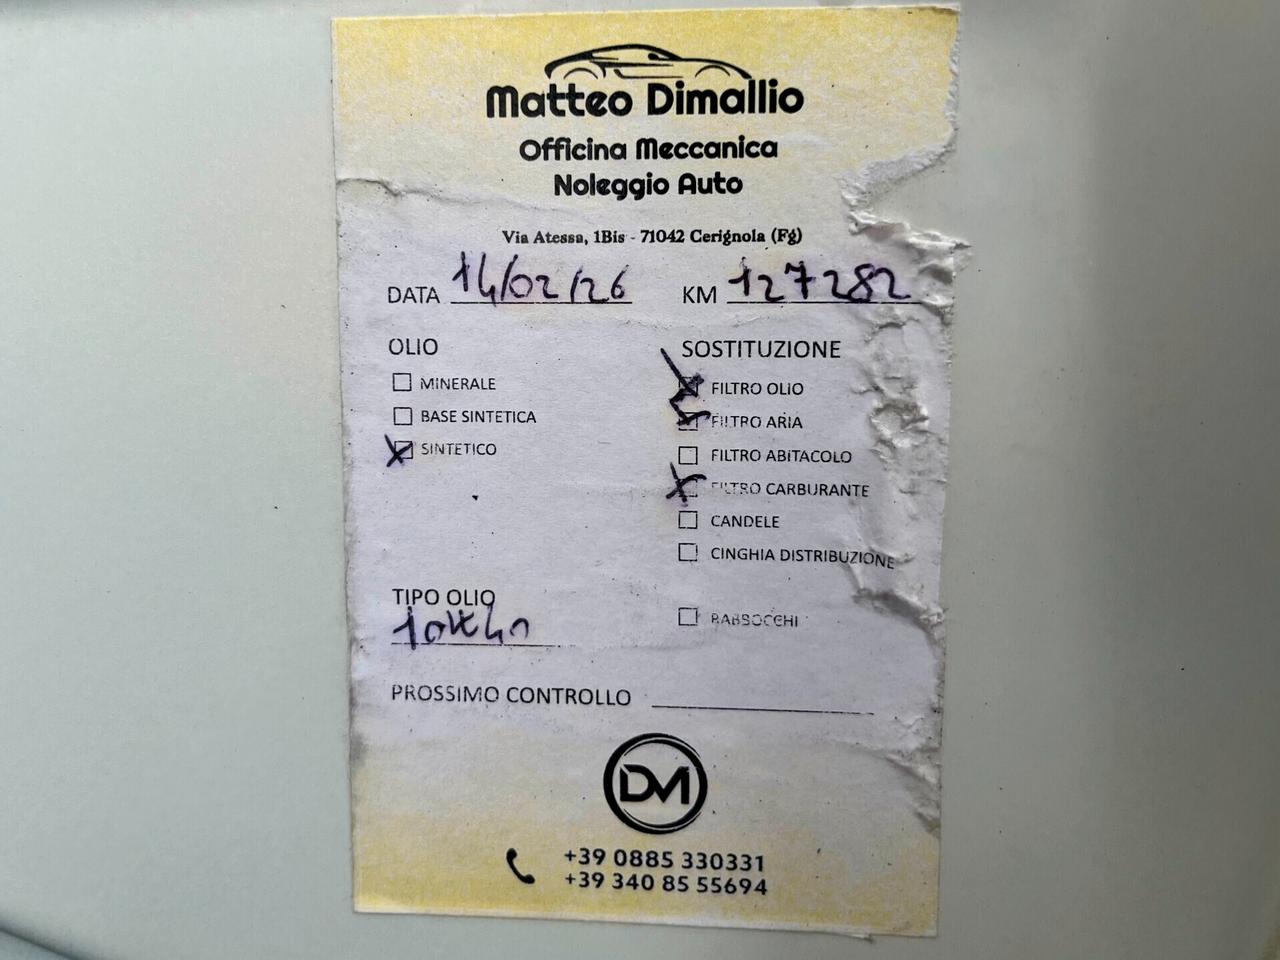 Matteo Dimallio
Officina Meccanica
Noleggio Auto
Via Atessa, 1Bis - 71042 Cerignola (Fg)
DATA 14/02/26 KM 127282
OLIO
MINERALE
BASE SINTETICA
SINTETICO
SOSTITUZIONE
FILTRO OLIO
FILTRO ARIA
FILTRO ABITACOLO
FILTRO CARBURANTE
CANDELE
CINGHIA DISTRIBUZIONE
RABBOCCHI
TIPO OLIO
10W40
PROSSIMO CONTROLLO
DM
+39 0885 330331
+39 340 85 55694